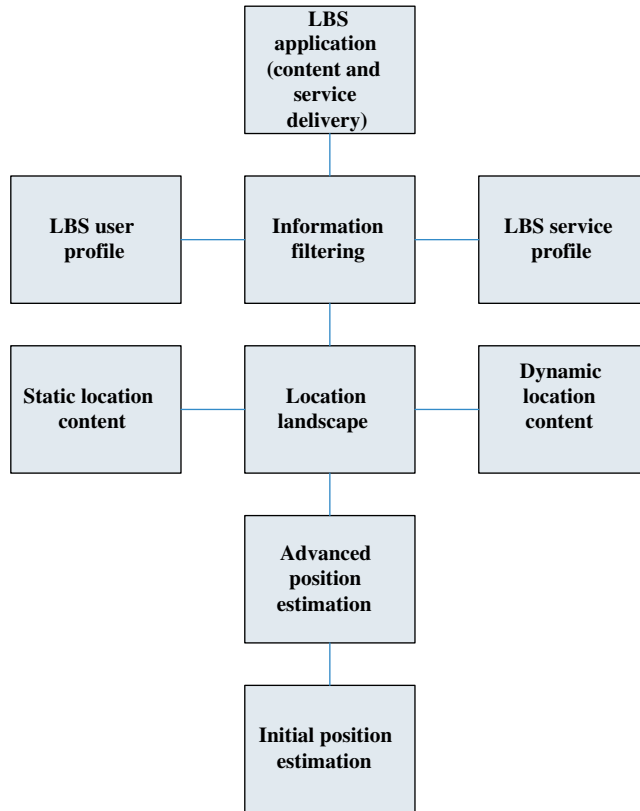 LBS
application
(content and
service
delivery)
LBS user
profile
Information
filtering
LBS service
profile
Static location
content
Location
landscape
Dynamic
location
content
Advanced
position
estimation
Initial position
estimation